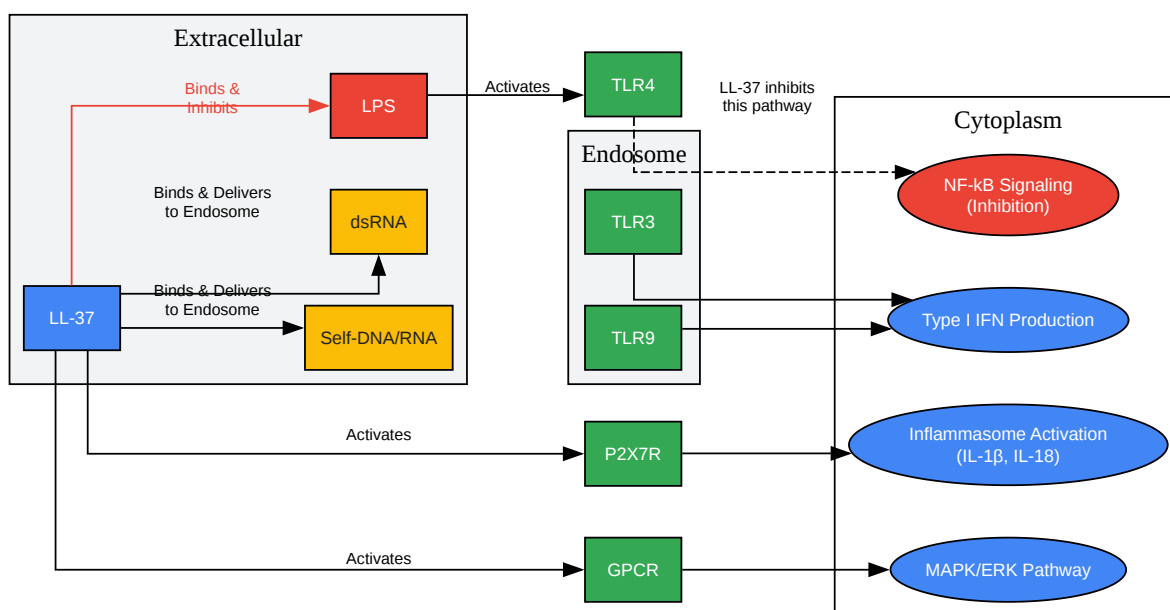 Extracellular
Binds &
Inhibits
LPS
Activates
TLR4
LL-37 inhibits
this pathway
Cytoplasm
Endosome
NF-kB Signaling
(Inhibition)
Binds & Delivers
to Endosome
dsRNA
TLR3
Binds & Delivers
to Endosome
LL-37
Self-DNA/RNA
TLR9
Type I IFN Production
Activates
P2X7R
Inflammasome Activation
(IL-1β, IL-18)
Activates
GPCR
MAPK/ERK Pathway